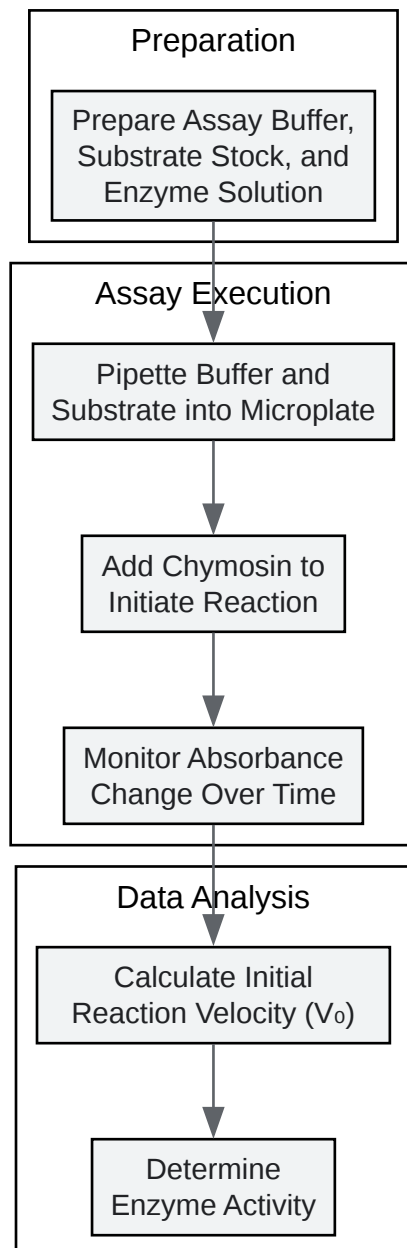 Preparation
Prepare Assay Buffer,
Substrate Stock, and
Enzyme Solution
Assay Execution
Pipette Buffer and
Substrate into Microplate
Add Chymosin to
Initiate Reaction
Monitor Absorbance
Change Over Time
Data Analysis
Calculate Initial
Reaction Velocity (V₀)
Determine
Enzyme Activity